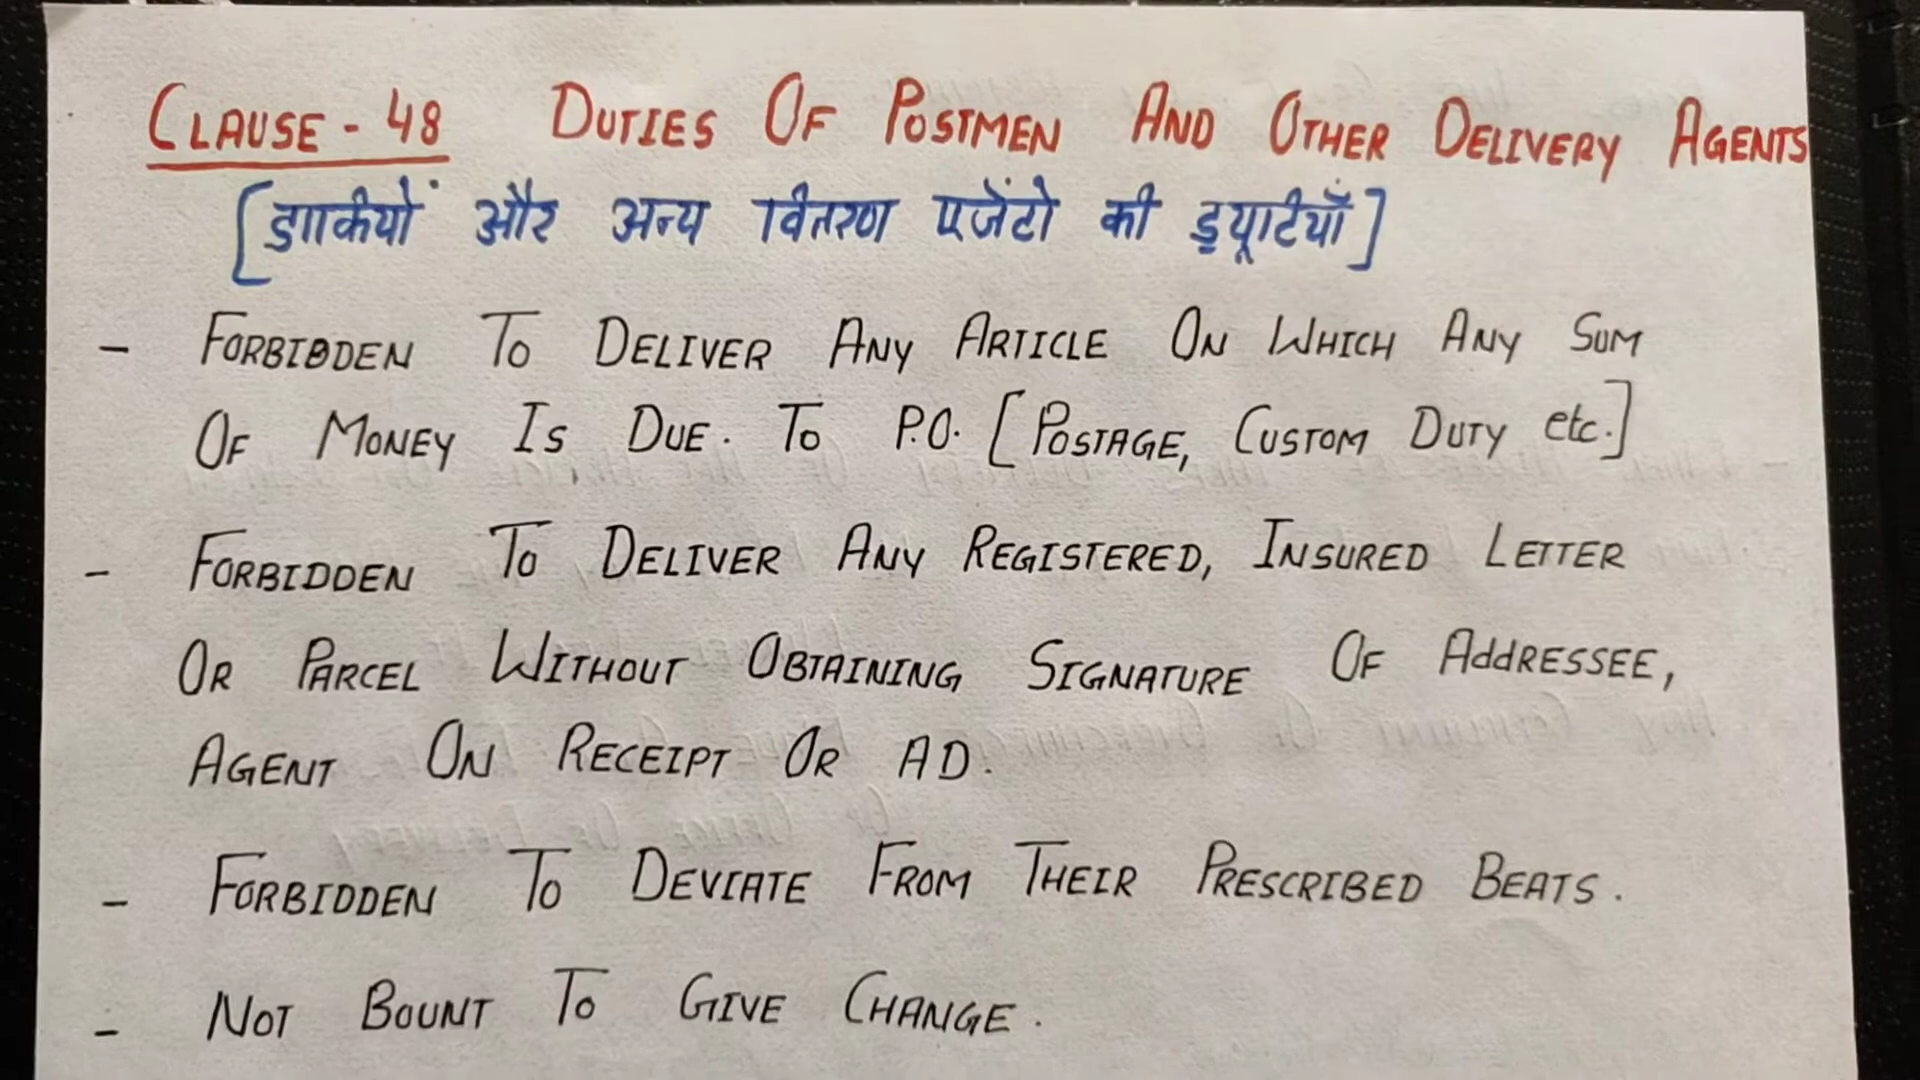 CLAUSE - 48 DUTIES OF POSTMEN AND OTHER DELIVERY AGENTS
[डाकीयों और अन्य वितरण एजेंटो की ड्यूटीयाँ]
- FORBIDDEN TO DELIVER ANY ARTICLE ON WHICH ANY SUM
OF MONEY IS DUE. TO P.O. [POSTAGE, CUSTOM DUTY etc.]
- FORBIDDEN TO DELIVER ANY REGISTERED, INSURED LETTER
OR PARCEL WITHOUT OBTAINING SIGNATURE OF ADDRESSEE,
AGENT ON RECEIPT OR AD.
- FORBIDDEN TO DEVIATE FROM THEIR PRESCRIBED BEATS.
- NOT BOUNT TO GIVE CHANGE.